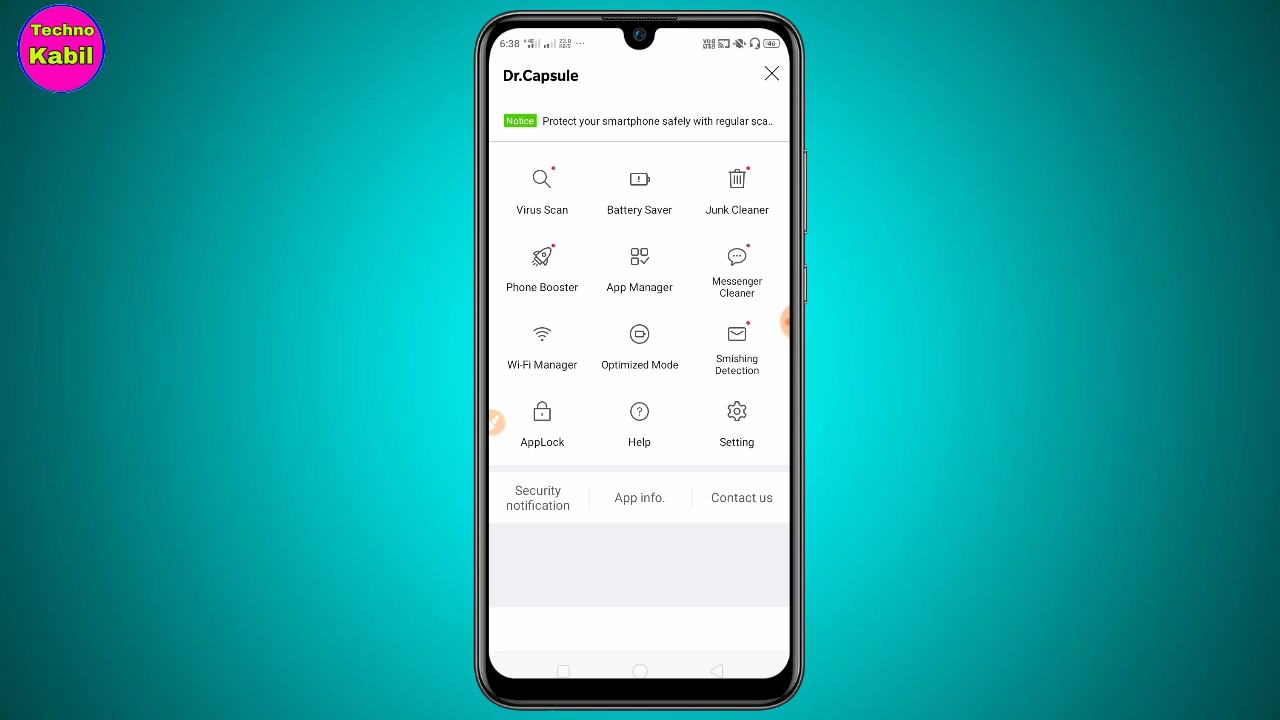 Techno
Kabil
6:38
46
Dr.Capsule
Notice Protect your smartphone safely with regular sca..
Virus Scan
Battery Saver
Junk Cleaner
Phone Booster
App Manager
Messenger
Cleaner
Wi-Fi Manager
Optimized Mode
Smishing
Detection
AppLock
Help
Setting
Security
notification
App info.
Contact us